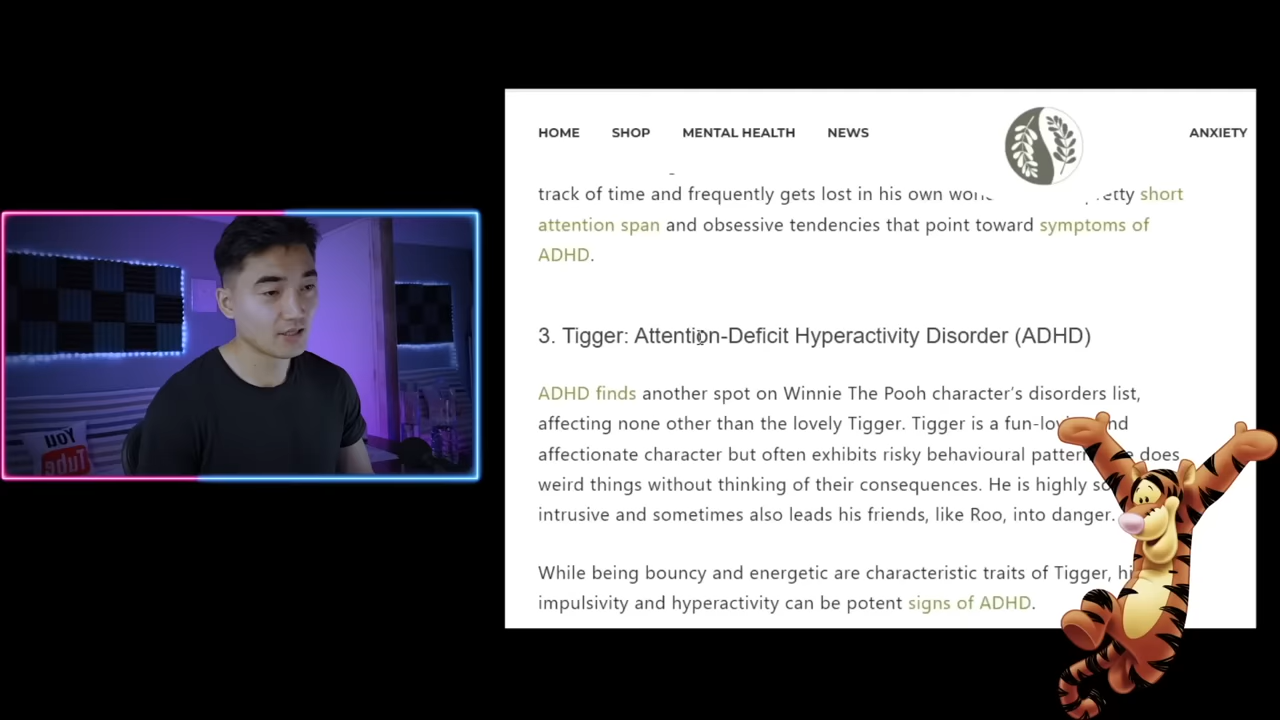 HOME SHOP MENTAL HEALTH NEWS ANXIETY
track of time and frequently gets lost in his own short
attention span and obsessive tendencies that point toward symptoms of
ADHD.
3. Tigger: Attention-Deficit Hyperactivity Disorder (ADHD)
ADHD finds another spot on Winnie The Pooh character's disorders list,
affecting none other than the lovely Tigger. Tigger is a
affectionate character but often exhibits risky behavioural does
weird things without thinking of their consequences. He is highly
intrusive and sometimes also leads his friends, like Roo, into danger.
While being bouncy and energetic are characteristic traits of Tigger,
impulsivity and hyperactivity can be potent signs of ADHD.
You
Tube